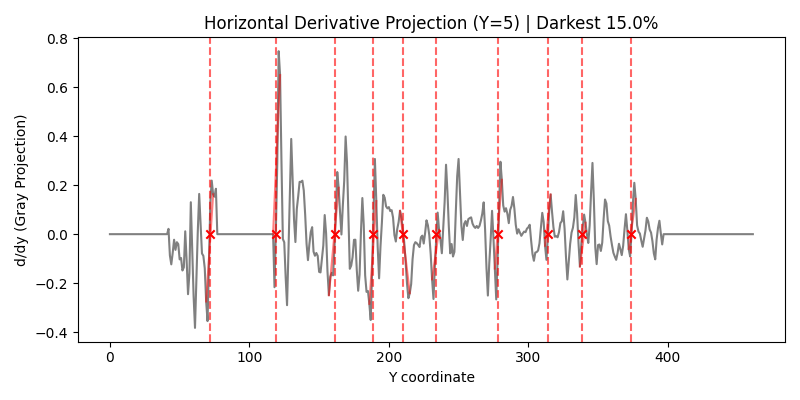 Horizontal Derivative Projection (Y=5) | Darkest 15.0%
0.8
0.6
0.4
0.2
0.0
−0.2
−0.4
d/dy (Gray Projection)
0 100 200 300 400
Y coordinate